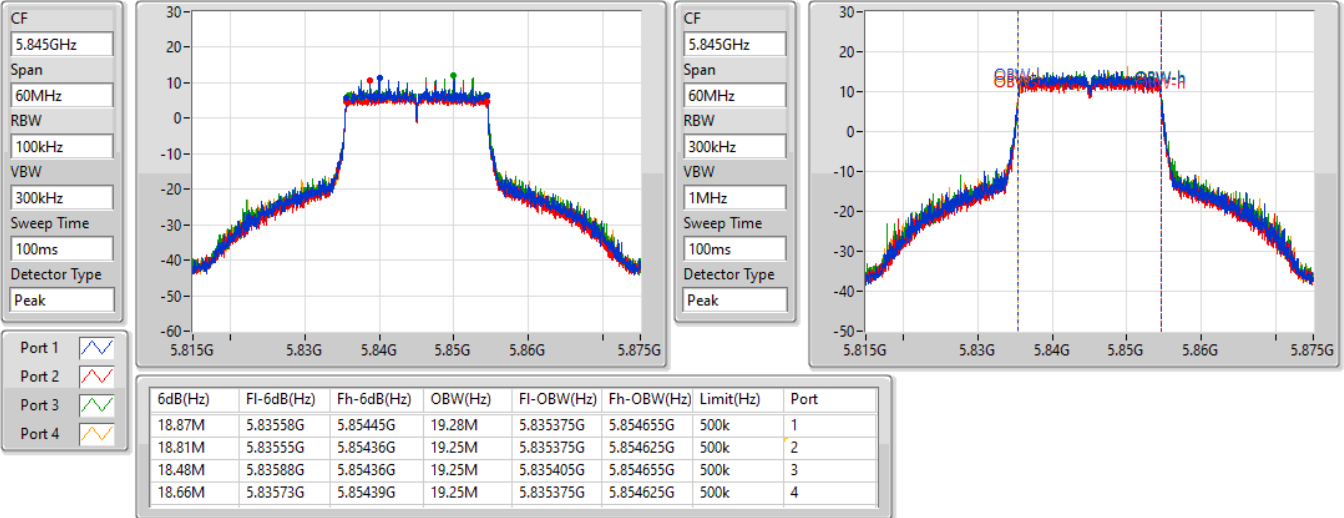 CF
5.845GHz
Span
60MHz
RBW
100kHz
VBW
300kHz
Sweep Time
100ms
Detector Type
Peak
30
20
10
0
-10
-20
-30
-40
-50
-60
5.815G 5.83G 5.84G 5.85G 5.86G 5.875G
CF
5.845GHz
Span
60MHz
RBW
300kHz
VBW
1MHz
Sweep Time
100ms
Detector Type
Peak
30
20
10
0
-10
-20
-30
-40
-50
OBW-h
5.815G 5.83G 5.84G 5.85G 5.86G 5.875G
Port 1
Port 2
Port 3
Port 4
6dB(Hz) Fl-6dB(Hz) Fh-6dB(Hz) OBW(Hz) Fl-OBW(Hz) Fh-OBW(Hz) Limit(Hz) Port
18.87M 5.83558G 5.85445G 19.28M 5.835375G 5.854655G 500k 1
18.81M 5.83555G 5.85436G 19.25M 5.835375G 5.854625G 500k 2
18.48M 5.83588G 5.85436G 19.25M 5.835405G 5.854655G 500k 3
18.66M 5.83573G 5.85439G 19.25M 5.835375G 5.854625G 500k 4